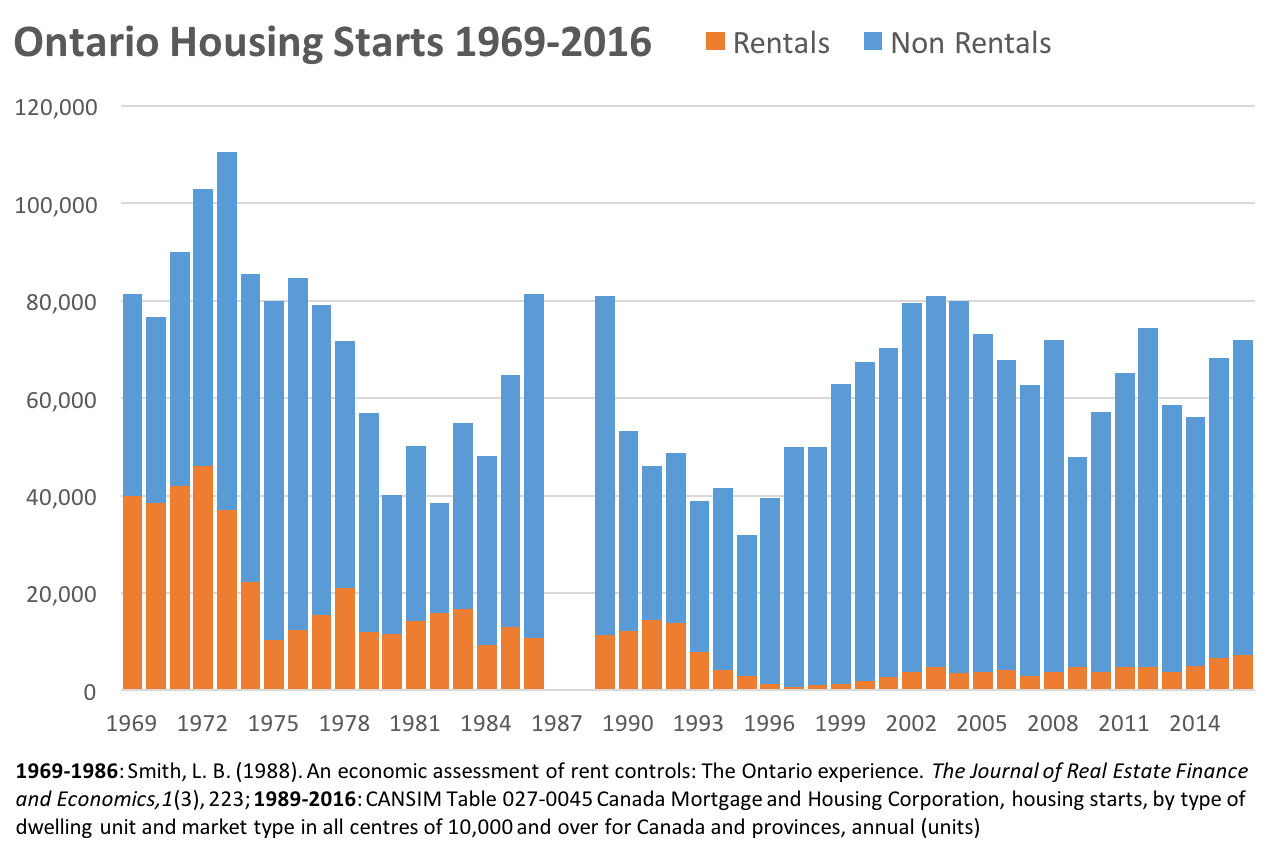 Ontario Housing Starts 1969-2016
Rentals Non Rentals
120,000
100,000
80,000
60,000
40,000
20,000
0
1969 1972 1975 1978 1981 1984 1987 1990 1993 1996 1999 2002 2005 2008 2011 2014
1969-1986: Smith, L. B. (1988). An economic assessment of rent controls: The Ontario experience. The Journal of Real Estate Finance
and Economics,1(3), 223; 1989-2016: CANSIM Table 027-0045 Canada Mortgage and Housing Corporation, housing starts, by type of
dwelling unit and market type in all centres of 10,000 and over for Canada and provinces, annual (units)